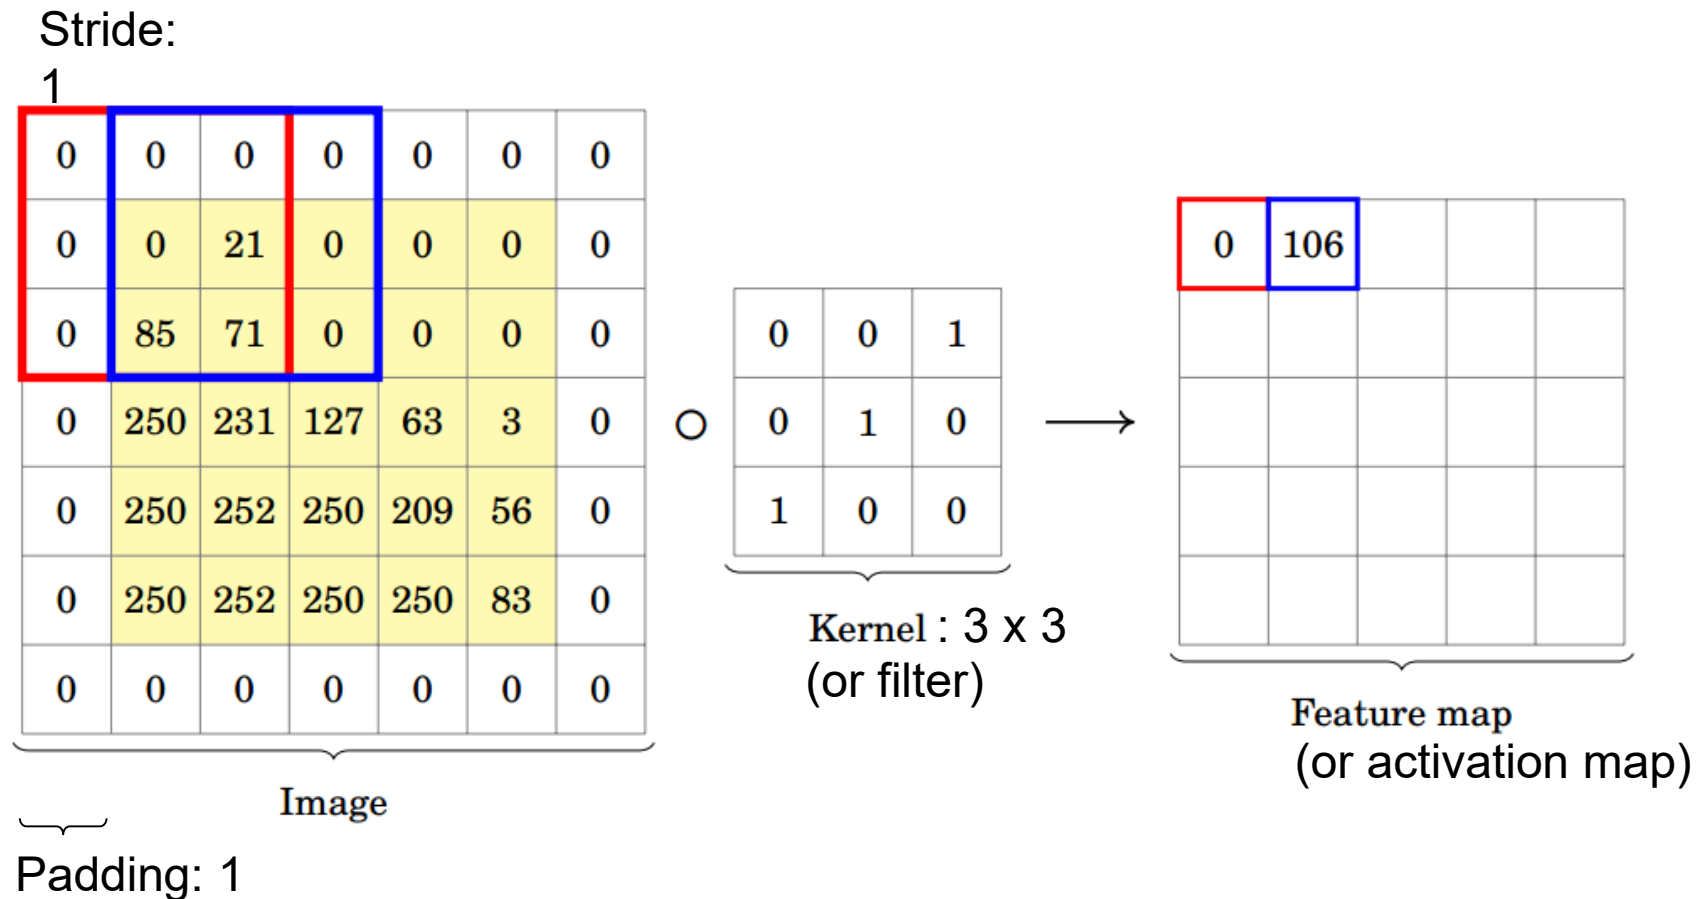 Stride:
1
0 0 0 0 0 0 0
0 0 21 0 0 0 0
0 85 71 0 0 0 0
0 250 231 127 63 3 0
0 250 252 250 209 56 0
0 250 252 250 250 83 0
0 0 0 0 0 0 0
Image
Padding: 1
0 0 1
0 1 0
1 0 0
Kernel : 3 x 3
(or filter)
0 106
Feature map
(or activation map)